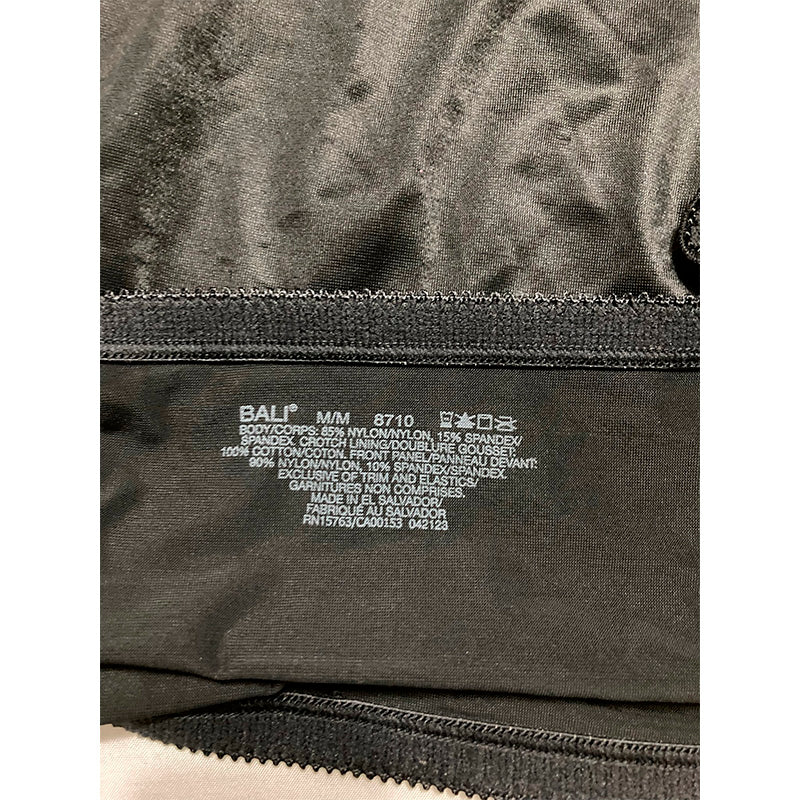 BALI® M/M 8710
BODY/CORPS: 85% NYLON/NYLON, 15% SPANDEX/
SPANDEX. CROTCH LINING/DOUBLURE GOUSSET:
100% COTTON/COTON. FRONT PANEL/PANNEAU DEVANT:
90% NYLON/NYLON, 10% SPANDEX/SPANDEX.
EXCLUSIVE OF TRIM AND ELASTICS/
GARNITURES NON COMPRISES.
MADE IN EL SALVADOR/
FABRIQUÉ AU SALVADOR
RN15763/CA00153 042123